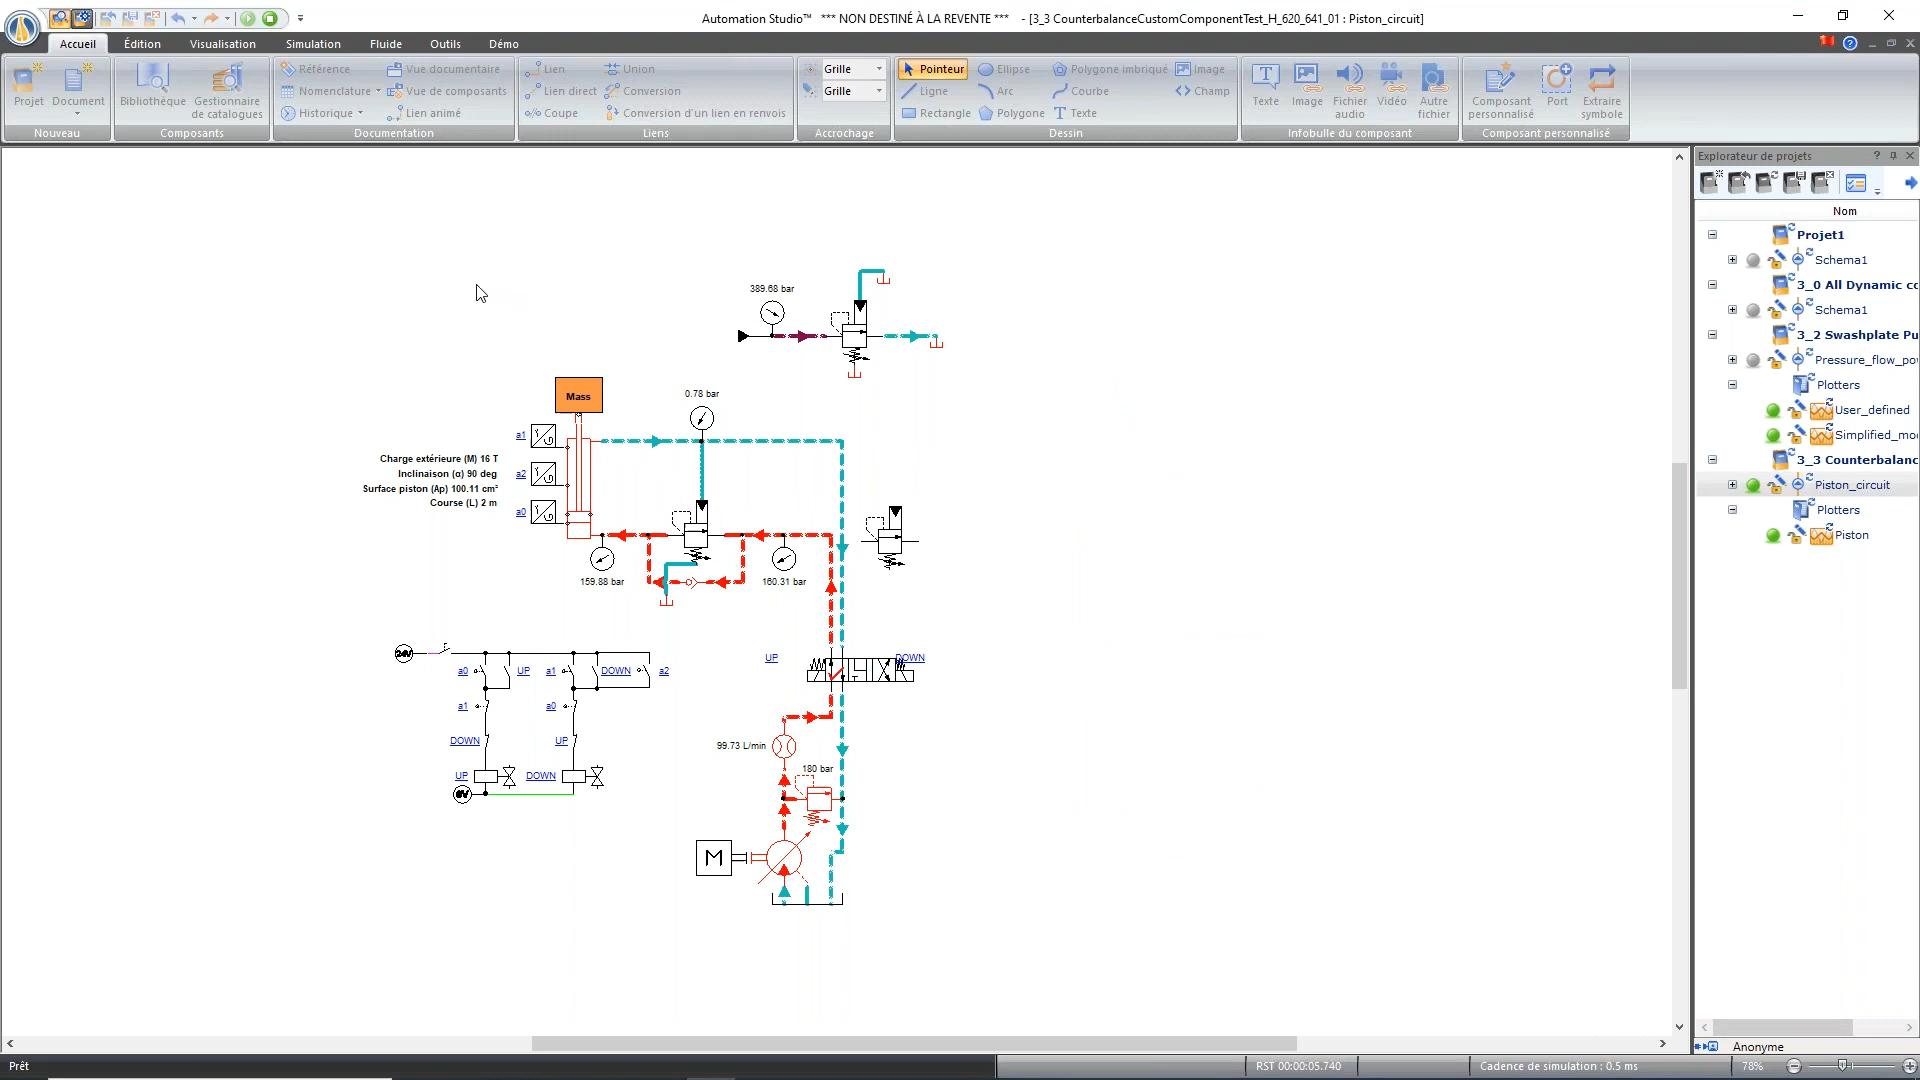 Automation Studio™ *** NON DESTINÉ À LA REVENTE *** - [3_3 CounterbalanceCustomComponentTest_H_620_641_01 : Piston_circuit]
Accueil Édition Visualisation Simulation Fluide Outils Démo
Projet Document
Nouveau
Bibliothèque Gestionnaire de catalogues
Composants
Référence Vue documentaire
Nomenclature Vue de composants
Historique Lien animé
Documentation
Lien Union
Lien direct Conversion
Coupe Conversion d'un lien en renvois
Liens
Grille
Grille
Accrochage
Pointeur Ellipse Polygone imbriqué Image
Ligne Arc Courbe Champ
Rectangle Polygone Texte
Dessin
Texte Image Fichier audio Vidéo Autre fichier
Infobulle du composant
Composant personnalisé Port Extraire symbole
Composant personnalisé
Explorateur de projets
Nom
Projet1
Schema1
3_0 All Dynamic co
Schema1
3_2 Swashplate Pu
Pressure_flow_po
Plotters
User_defined
Simplified_mo
3_3 Counterbalanc
Piston_circuit
Plotters
Piston
Anonyme
389.68 bar
Mass
0.78 bar
a1
Charge extérieure (M) 16 T
Inclinaison (α) 90 deg
a2
Surface piston (Ap) 100.11 cm²
Course (L) 2 m
a0
159.88 bar
160.31 bar
24V
a0 UP a1 DOWN a2
a1 a0
DOWN UP
UP DOWN
0V
UP DOWN
99.73 L/min
180 bar
M
Prêt
RST 00:00:05.740
Cadence de simulation : 0.5 ms
78%